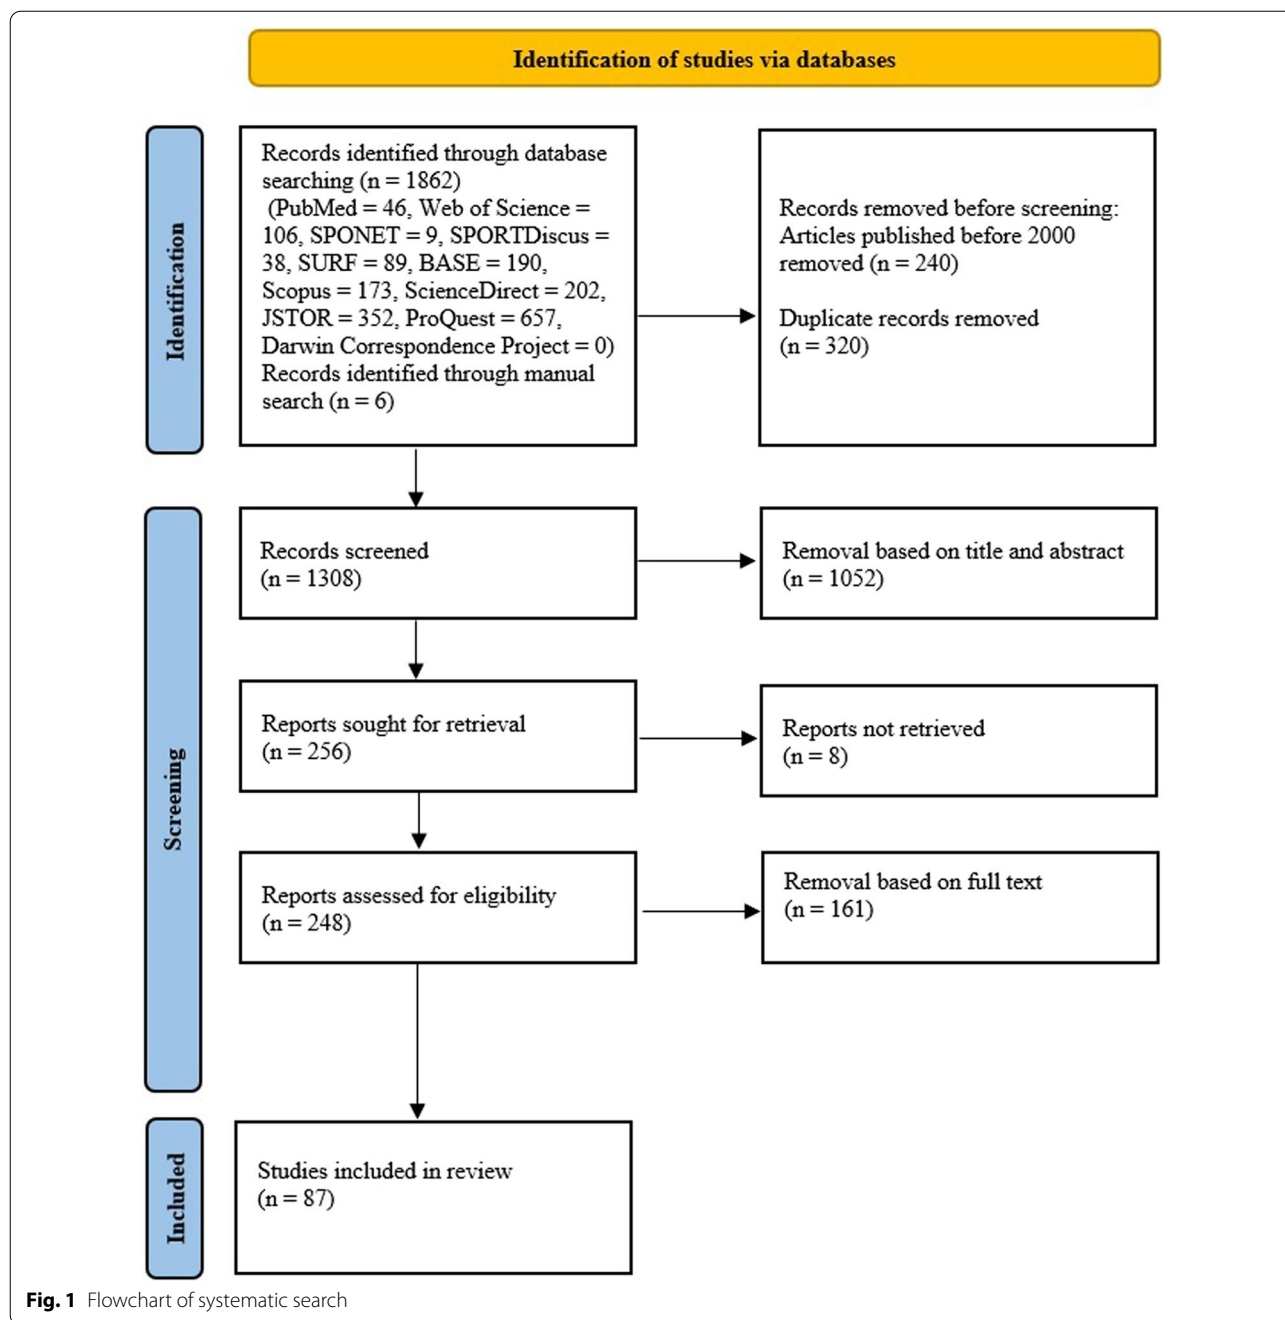 Identification of studies via databases
Identification
Records identified through database
searching (n = 1862)
(PubMed = 46, Web of Science =
106, SPONET = 9, SPORTDiscus =
38, SURF = 89, BASE = 190,
Scopus = 173, ScienceDirect = 202,
JSTOR = 352, ProQuest = 657,
Darwin Correspondence Project = 0)
Records identified through manual
search (n = 6)
Records removed before screening:
Articles published before 2000
removed (n = 240)
Duplicate records removed
(n = 320)
Screening
Records screened
(n = 1308)
Removal based on title and abstract
(n = 1052)
Reports sought for retrieval
(n = 256)
Reports not retrieved
(n = 8)
Reports assessed for eligibility
(n = 248)
Removal based on full text
(n = 161)
Included
Studies included in review
(n = 87)
Fig. 1 Flowchart of systematic search